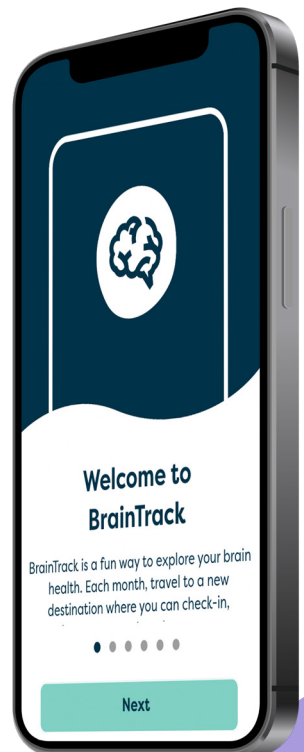 Welcome to
BrainTrack
BrainTrack is a fun way to explore your brain
health. Each month, travel to a new
destination where you can check-in,
Next